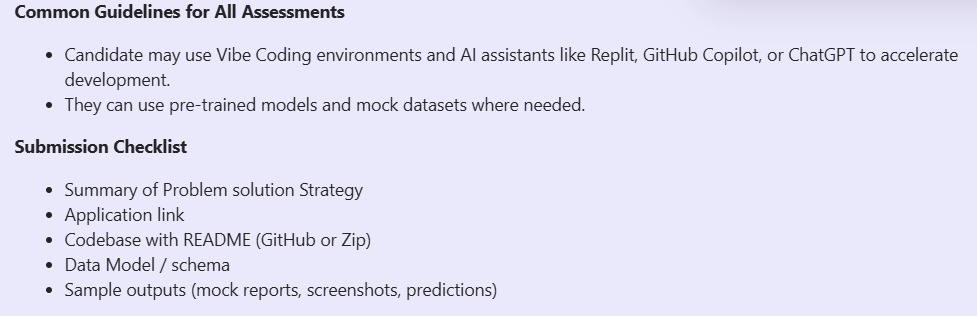 Common Guidelines for All Assessments
• Candidate may use Vibe Coding environments and AI assistants like Replit, GitHub Copilot, or ChatGPT to accelerate
development.
• They can use pre-trained models and mock datasets where needed.
Submission Checklist
• Summary of Problem solution Strategy
• Application link
• Codebase with README (GitHub or Zip)
• Data Model / schema
• Sample outputs (mock reports, screenshots, predictions)